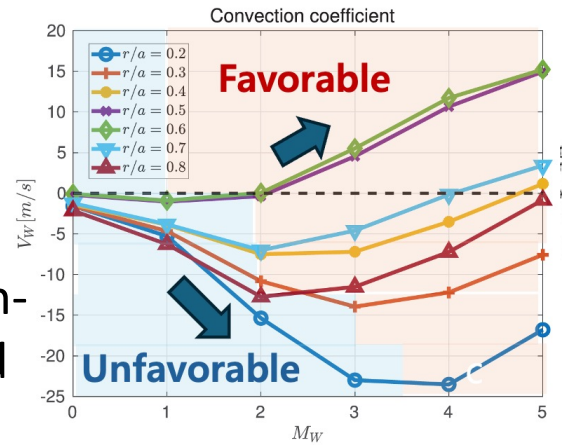 Convection coefficient
20
15
10
5
0
-5
-10
-15
-20
-25
V_W [m/s]
r/a = 0.2
r/a = 0.3
r/a = 0.4
r/a = 0.5
r/a = 0.6
r/a = 0.7
r/a = 0.8
Favorable
Unfavorable
n-
d
C
0 1 2 3 4 5
M_W